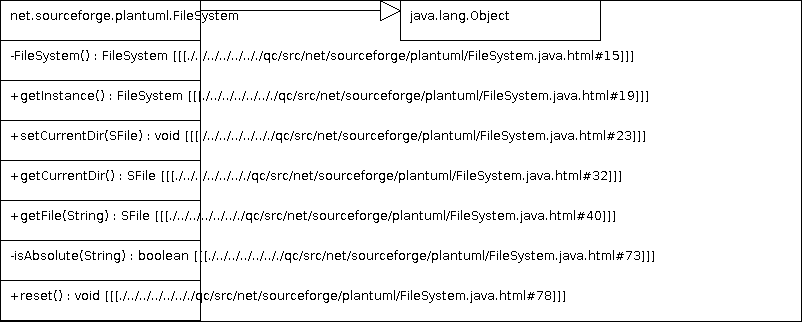 net.sourceforge.plantuml.FileSystem
java.lang.Object
-FileSystem() : FileSystem [[[./../../../../../../qc/src/net/sourceforge/plantuml/FileSystem.java.html#15]]]
+getInstance() : FileSystem [[[./../../../../../../qc/src/net/sourceforge/plantuml/FileSystem.java.html#19]]]
+setCurrentDir(SFile) : void [[[./../../../../../../qc/src/net/sourceforge/plantuml/FileSystem.java.html#23]]]
+getCurrentDir() : SFile [[[./../../../../../../qc/src/net/sourceforge/plantuml/FileSystem.java.html#32]]]
+getFile(String) : SFile [[[./../../../../../../qc/src/net/sourceforge/plantuml/FileSystem.java.html#40]]]
-isAbsolute(String) : boolean [[[./../../../../../../qc/src/net/sourceforge/plantuml/FileSystem.java.html#73]]]
+reset() : void [[[./../../../../../../qc/src/net/sourceforge/plantuml/FileSystem.java.html#78]]]